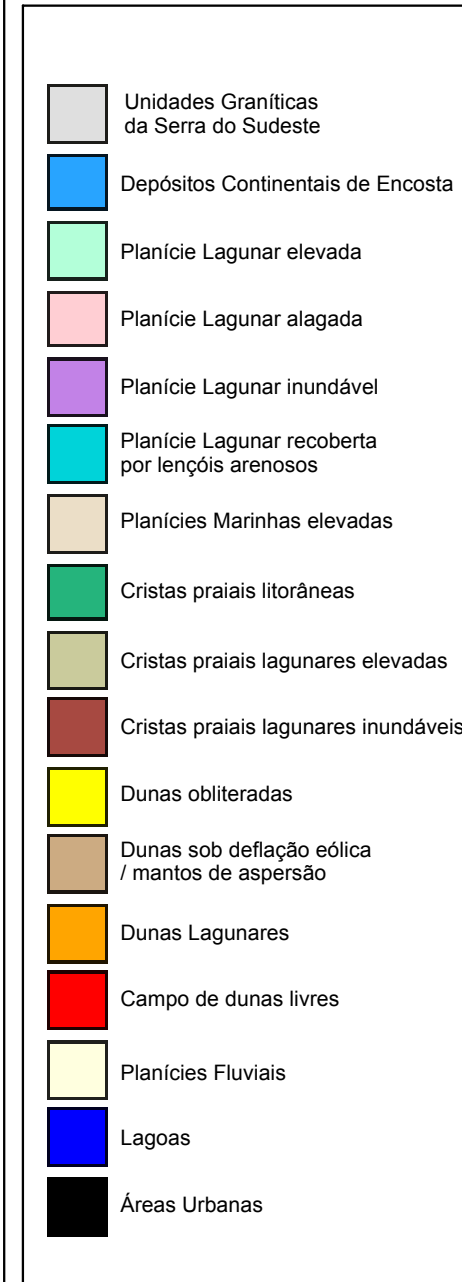 Unidades Graníticas
da Serra do Sudeste
Depósitos Continentais de Encosta
Planície Lagunar elevada
Planície Lagunar alagada
Planície Lagunar inundável
Planície Lagunar recoberta
por lençóis arenosos
Planícies Marinhas elevadas
Cristas praiais litorâneas
Cristas praiais lagunares elevadas
Cristas praiais lagunares inundáveis
Dunas obliteradas
Dunas sob deflação eólica
/ mantos de aspersão
Dunas Lagunares
Campo de dunas livres
Planícies Fluviais
Lagoas
Áreas Urbanas